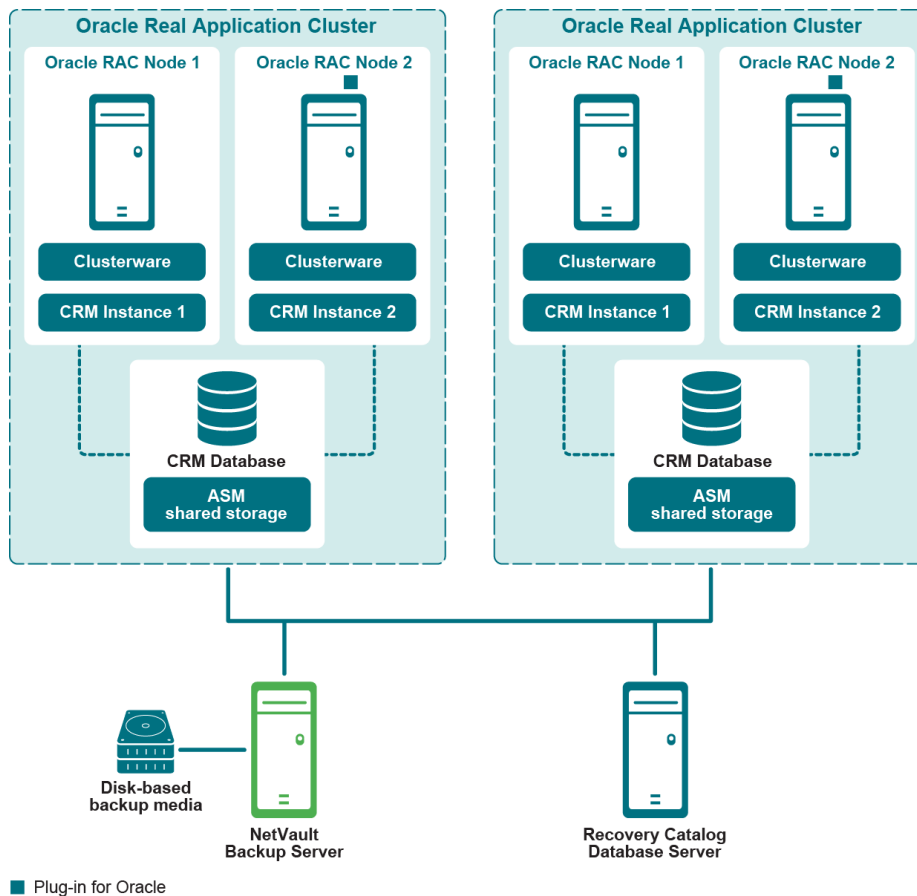 Oracle Real Application Cluster
Oracle RAC Node 1
Oracle RAC Node 2
Clusterware
Clusterware
CRM Instance 1
CRM Instance 2
CRM Database
ASM
shared storage
Oracle Real Application Cluster
Oracle RAC Node 1
Oracle RAC Node 2
Clusterware
Clusterware
CRM Instance 1
CRM Instance 2
CRM Database
ASM
shared storage
Disk-based
backup media
NetVault
Backup Server
Recovery Catalog
Database Server
Plug-in for Oracle